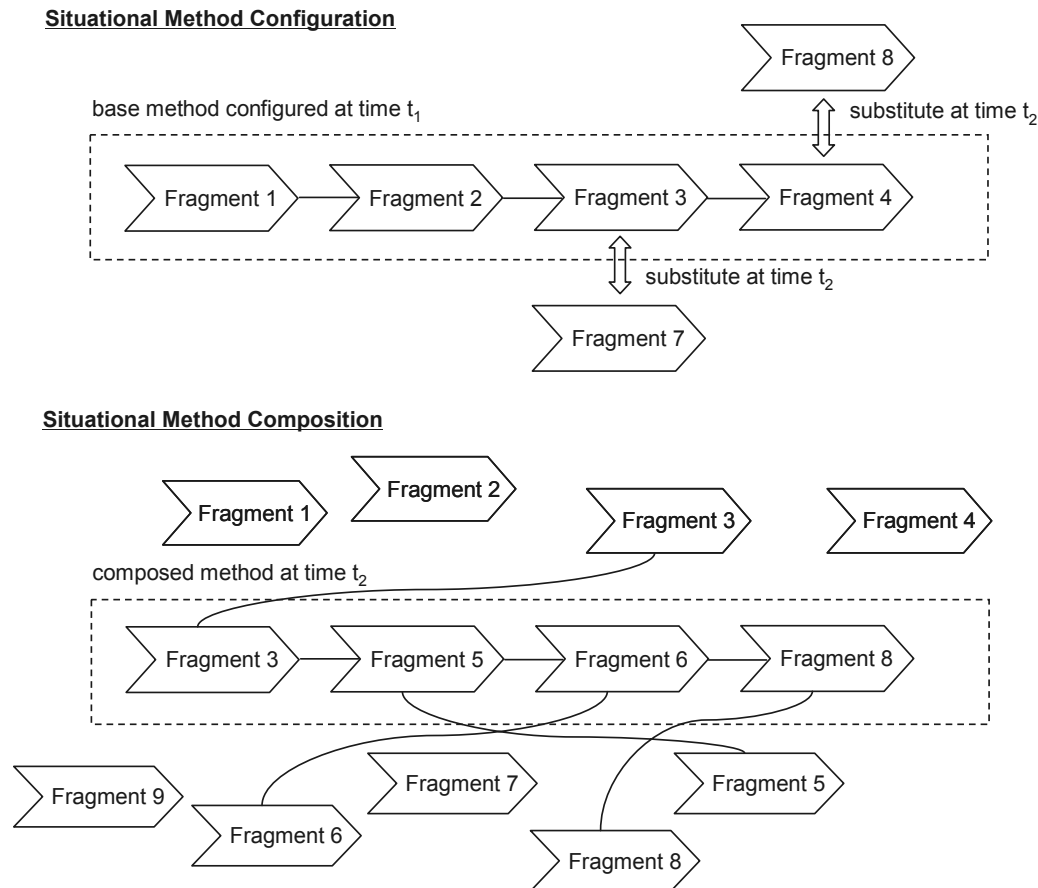 Situational Method Configuration
Fragment 8
base method configured at time t1
substitute at time t2
Fragment 1
Fragment 2
Fragment 3
Fragment 4
substitute at time t2
Fragment 7
Situational Method Composition
Fragment 1
Fragment 2
Fragment 3
Fragment 4
composed method at time t2
Fragment 3
Fragment 5
Fragment 6
Fragment 8
Fragment 9
Fragment 6
Fragment 7
Fragment 8
Fragment 5